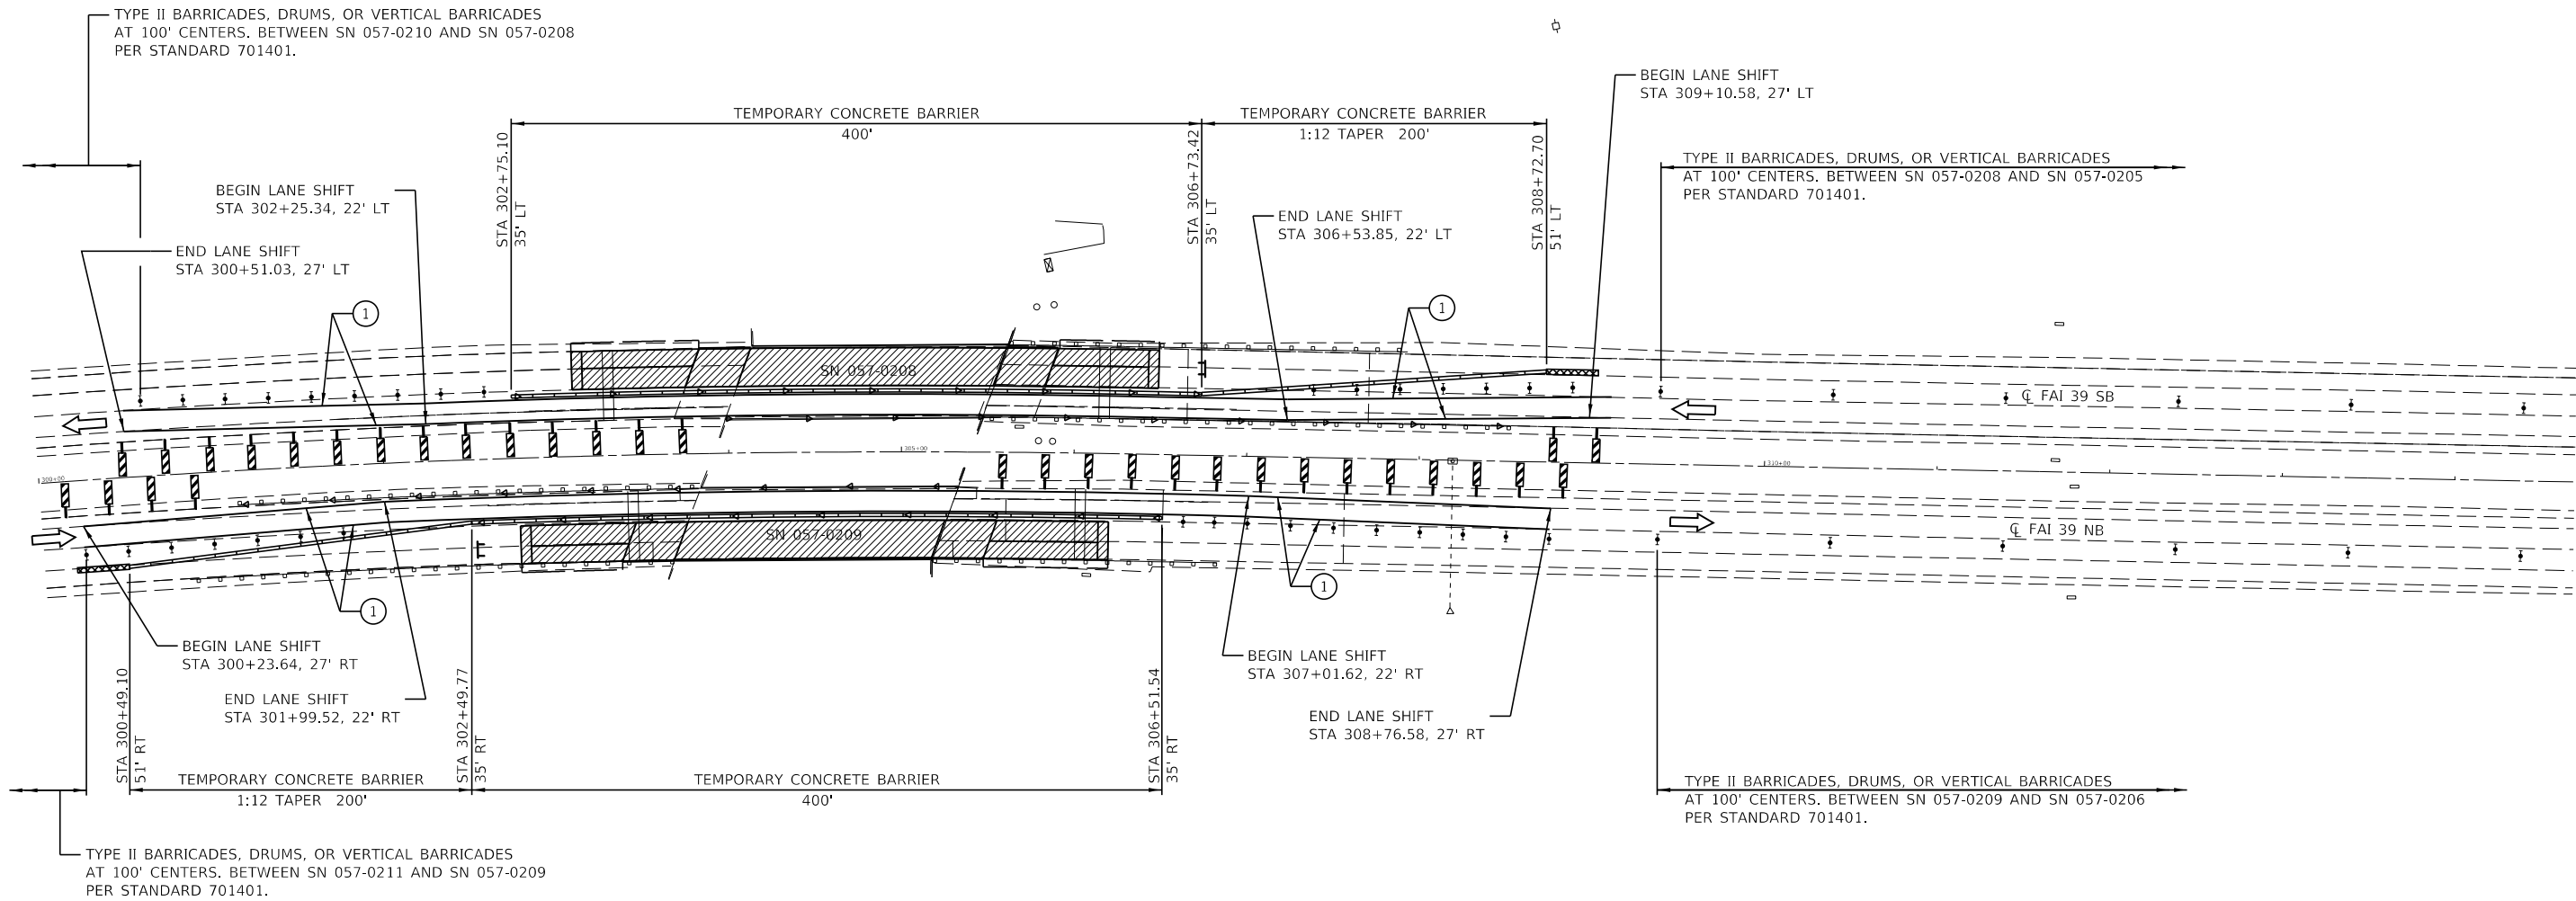 TYPE II BARRICADES, DRUMS, OR VERTICAL BARRICADES
AT 100' CENTERS. BETWEEN SN 057-0210 AND SN 057-0208
PER STANDARD 701401.
BEGIN LANE SHIFT
STA 309+10.58, 27' LT
TEMPORARY CONCRETE BARRIER
400'
TEMPORARY CONCRETE BARRIER
1:12 TAPER 200'
STA 302+75.10
35' LT
STA 306+73.42
35' LT
STA 308+72.70
51' LT
TYPE II BARRICADES, DRUMS, OR VERTICAL BARRICADES
AT 100' CENTERS. BETWEEN SN 057-0208 AND SN 057-0205
PER STANDARD 701401.
BEGIN LANE SHIFT
STA 302+25.34, 22' LT
END LANE SHIFT
STA 306+53.85, 22' LT
END LANE SHIFT
STA 300+51.03, 27' LT
1
1
SN 057-0208
℄ FAI 39 SB
305+00
310+00
300+00
SN 057-0209
℄ FAI 39 NB
1
1
BEGIN LANE SHIFT
STA 300+23.64, 27' RT
END LANE SHIFT
STA 301+99.52, 22' RT
BEGIN LANE SHIFT
STA 307+01.62, 22' RT
END LANE SHIFT
STA 308+76.58, 27' RT
STA 300+49.10
51' RT
STA 302+49.77
35' RT
STA 306+51.54
35' RT
TEMPORARY CONCRETE BARRIER
1:12 TAPER 200'
TEMPORARY CONCRETE BARRIER
400'
TYPE II BARRICADES, DRUMS, OR VERTICAL BARRICADES
AT 100' CENTERS. BETWEEN SN 057-0209 AND SN 057-0206
PER STANDARD 701401.
TYPE II BARRICADES, DRUMS, OR VERTICAL BARRICADES
AT 100' CENTERS. BETWEEN SN 057-0211 AND SN 057-0209
PER STANDARD 701401.